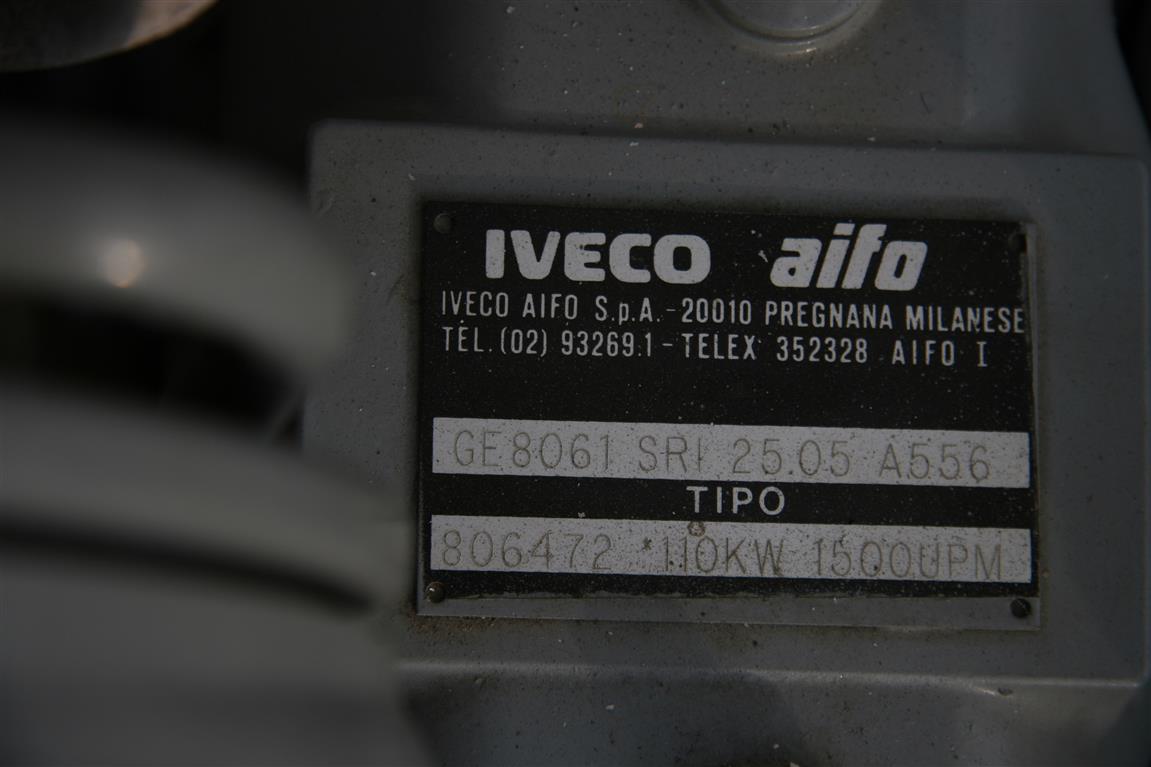 IVECO aifo
IVECO AIFO S.p.A. - 20010 PREGNANA MILANESE
TEL. (02) 93269.1 - TELEX 352328 AIFO I
GE8061 SRI 25.05 A556
TIPO
806472 *110KW 1500UPM